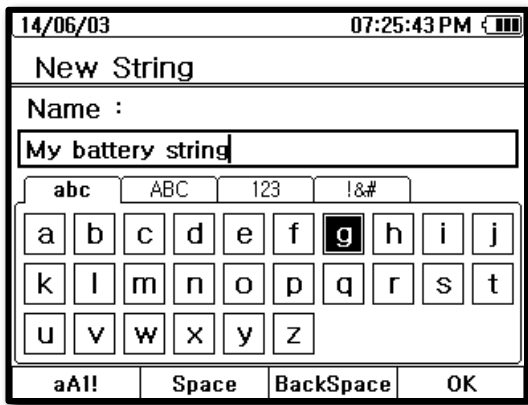 14/06/03 07:25:43 PM
New String
Name :
My battery string
abc ABC 123 !&#
a b c d e f g h i j
k l m n o p q r s t
u v w x y z
aA1! Space BackSpace OK